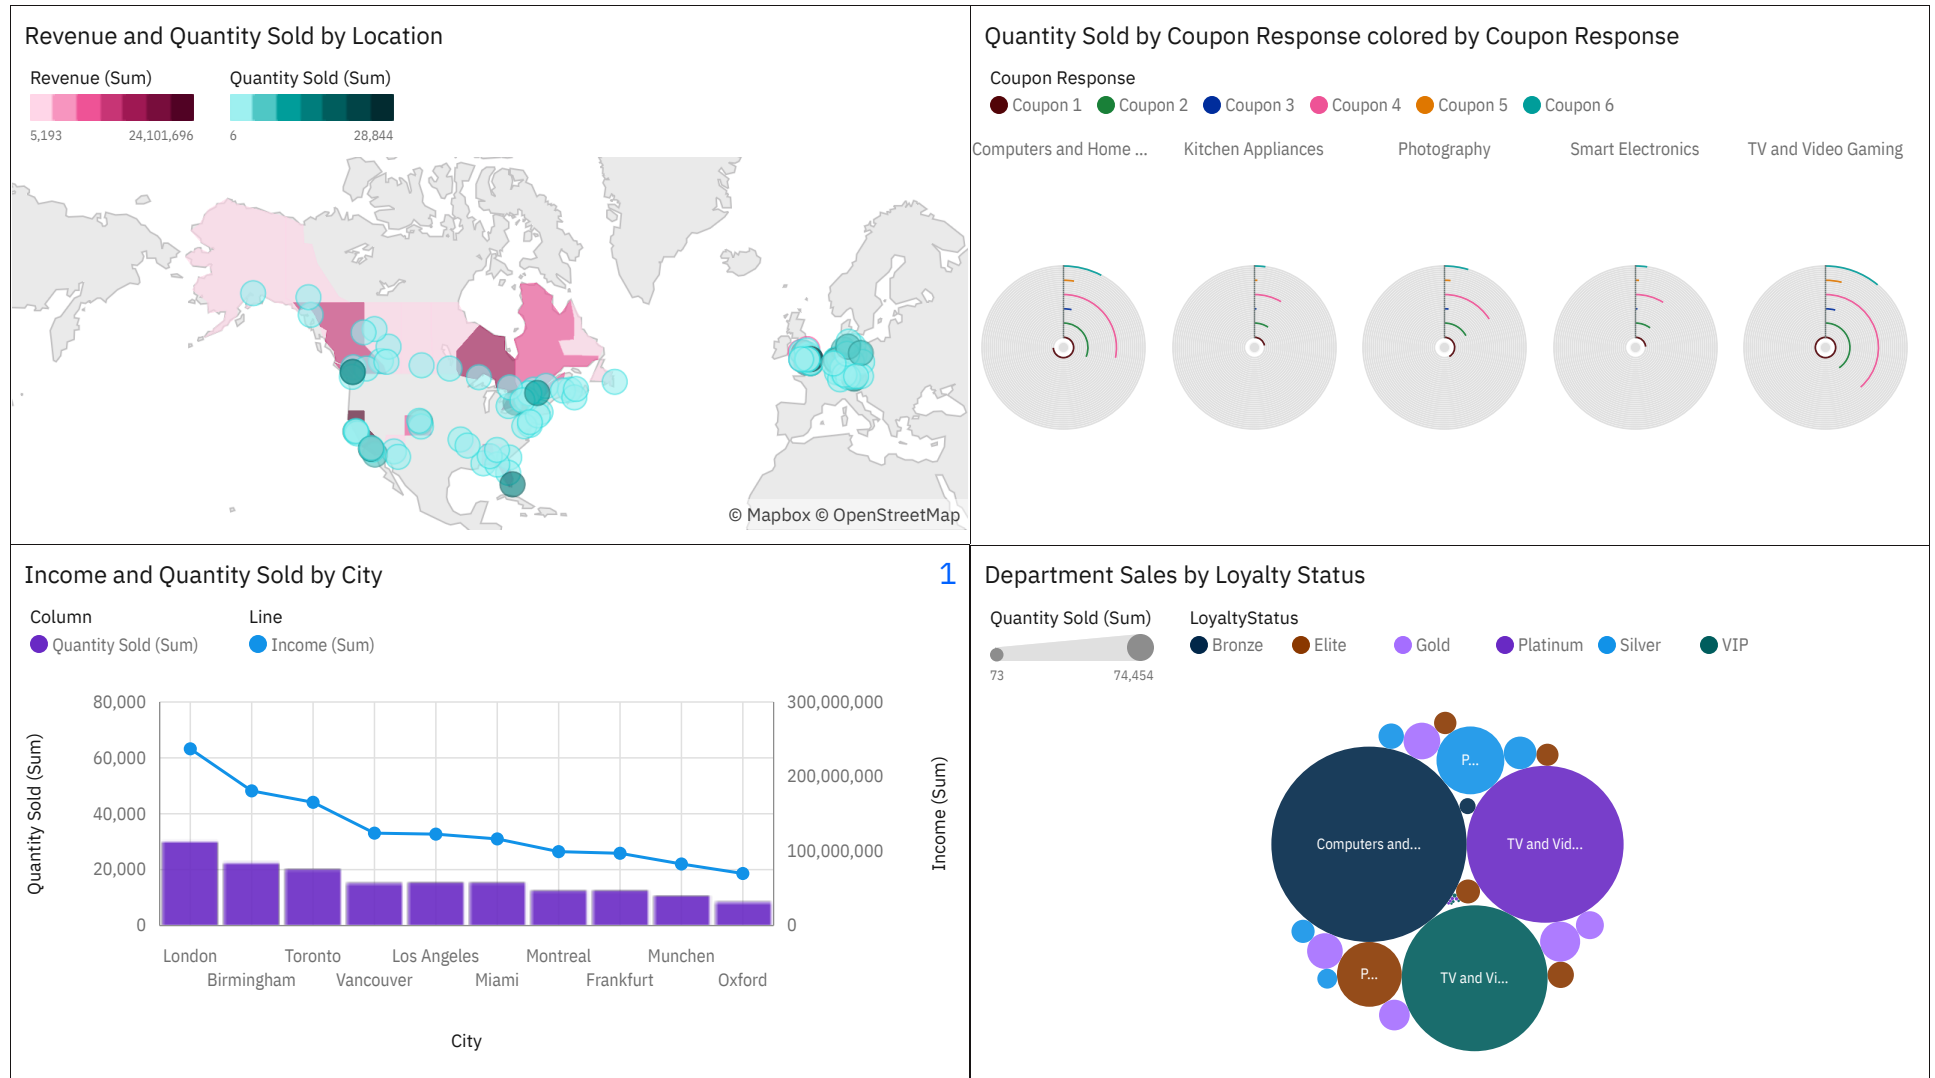 Revenue and Quantity Sold by Location
Revenue (Sum)
Quantity Sold (Sum)
5,193
24,101,696
6
28,844
© Mapbox © OpenStreetMap
Quantity Sold by Coupon Response colored by Coupon Response
Coupon Response
Coupon 1 Coupon 2 Coupon 3 Coupon 4 Coupon 5 Coupon 6
Computers and Home ...
Kitchen Appliances
Photography
Smart Electronics
TV and Video Gaming
Income and Quantity Sold by City
1
Column
Line
Quantity Sold (Sum)
Income (Sum)
Quantity Sold (Sum)
80,000
60,000
40,000
20,000
0
300,000,000
200,000,000
100,000,000
0
Income (Sum)
London
Birmingham
Toronto
Vancouver
Los Angeles
Miami
Montreal
Frankfurt
Munchen
Oxford
City
Department Sales by Loyalty Status
Quantity Sold (Sum)
73
74,454
LoyaltyStatus
Bronze Elite Gold Platinum Silver VIP
P...
Computers and...
TV and Vid...
P...
TV and Vi...